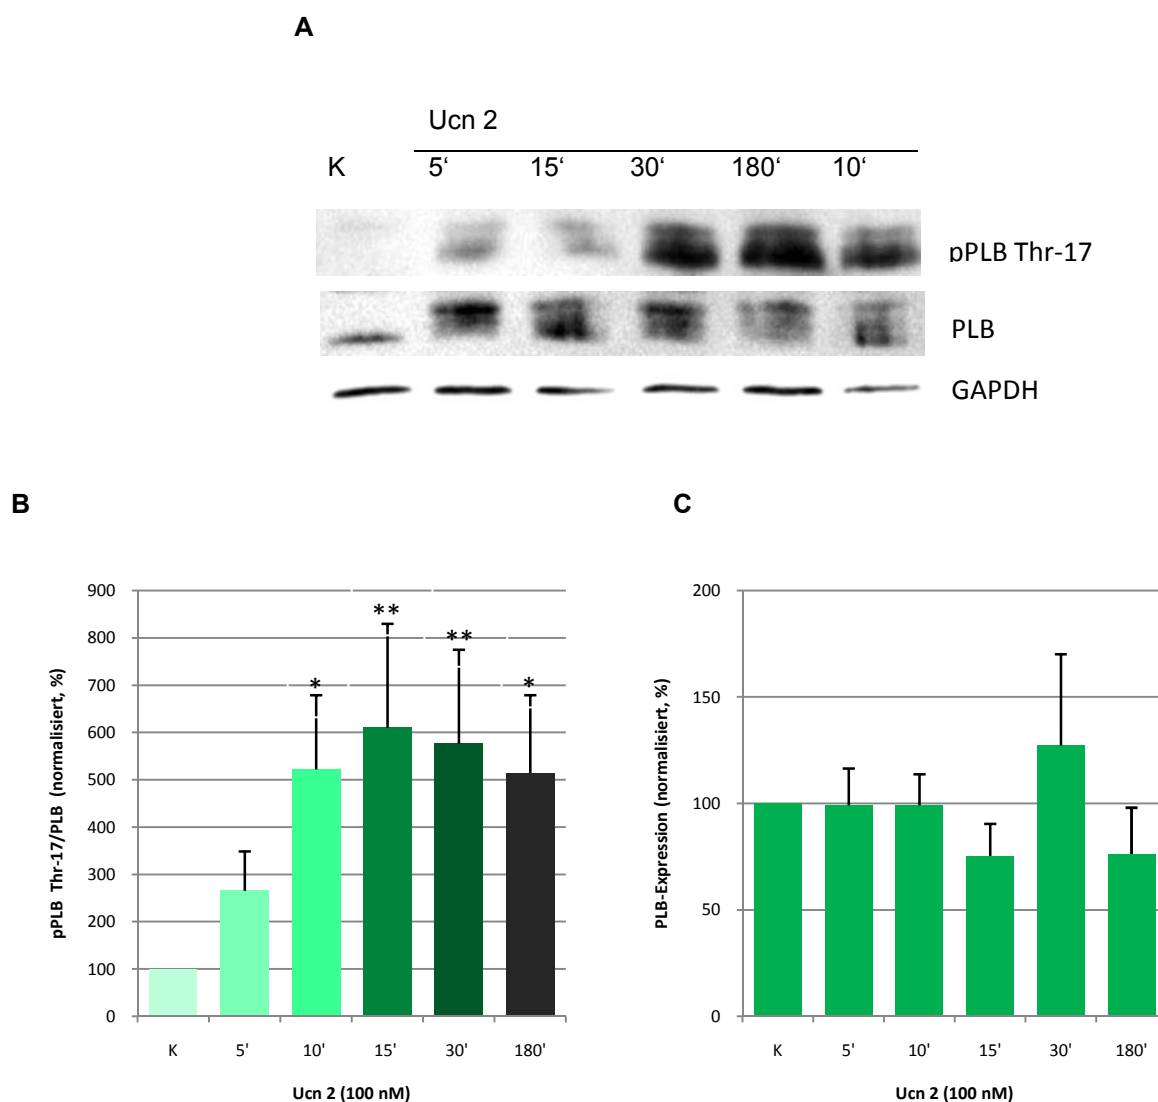 A
Ucn 2
K 5‘ 15‘ 30‘ 180‘ 10‘
pPLB Thr-17
PLB
GAPDH
B
pPLB Thr-17/PLB (normalisiert, %)
900
800
700
600
500
400
300
200
100
0
* ** ** *
K 5' 10' 15' 30' 180'
Ucn 2 (100 nM)
C
PLB-Expression (normalisiert, %)
200
150
100
50
0
K 5' 10' 15' 30' 180'
Ucn 2 (100 nM)